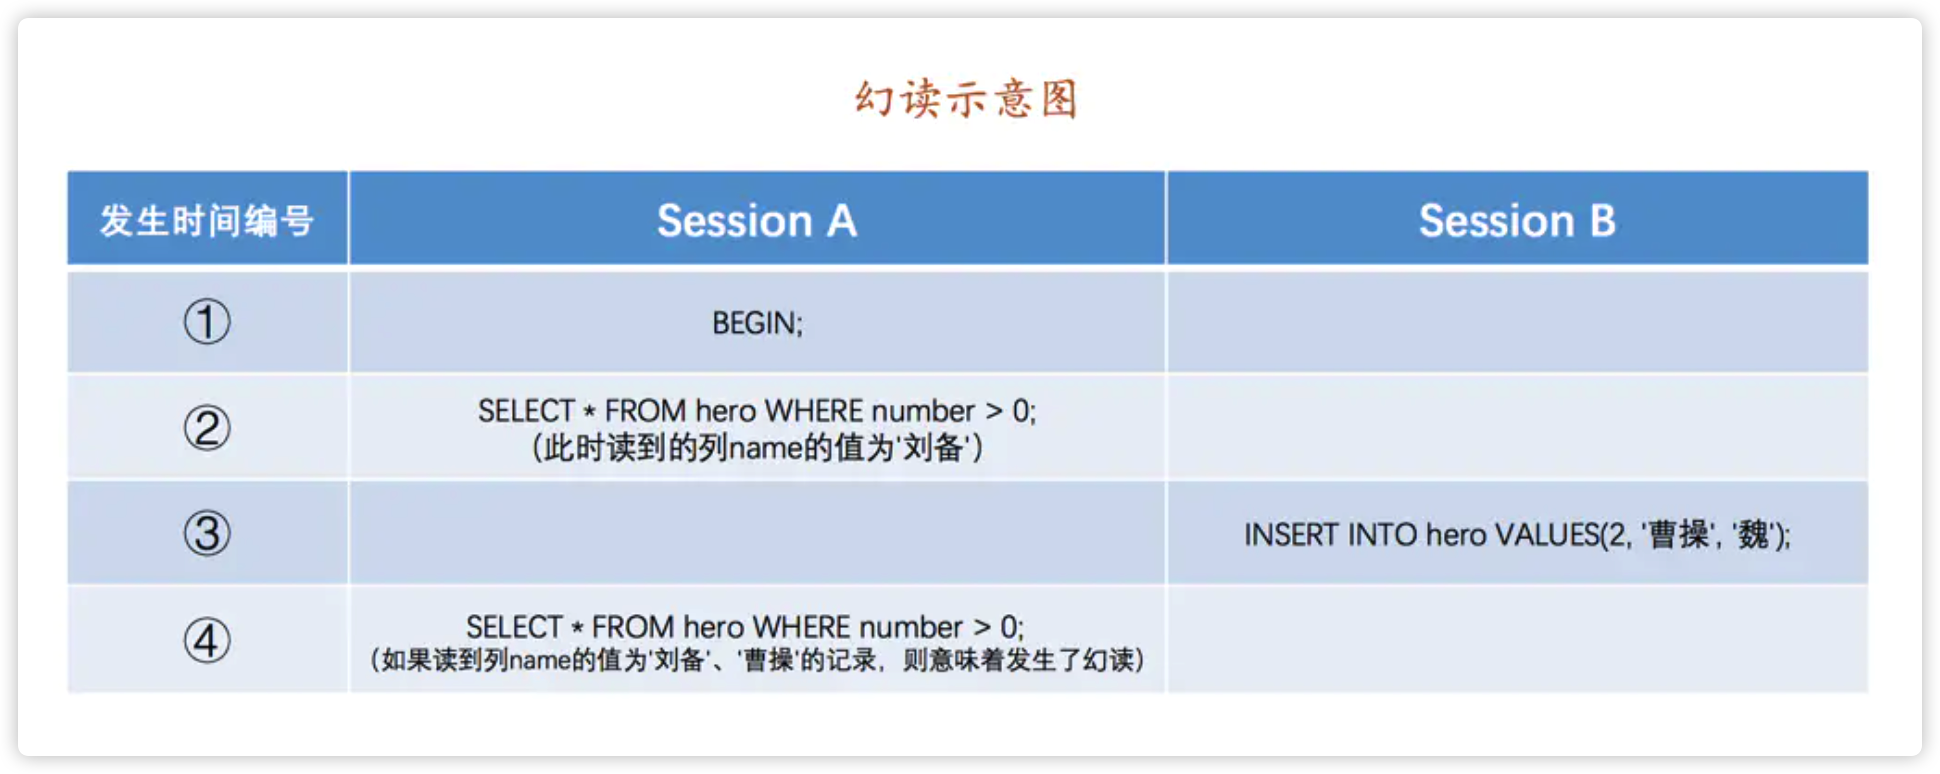 幻读示意图
发生时间编号 Session A Session B
① BEGIN;
② SELECT * FROM hero WHERE number > 0;
(此时读到的列name的值为'刘备')
③ INSERT INTO hero VALUES(2, '曹操', '魏');
④ SELECT * FROM hero WHERE number > 0;
(如果读到列name的值为'刘备'、'曹操'的记录，则意味着发生了幻读)